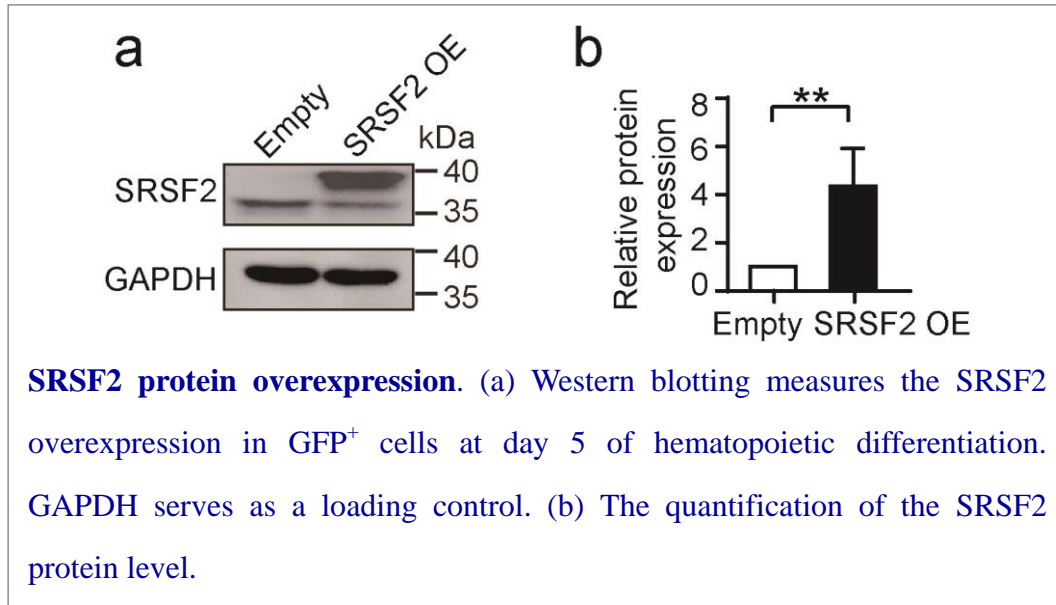 a
Empty
SRSF2 OE
kDa
SRSF2
40
35
GAPDH
40
35
b
**
Relative protein
expression
8
6
4
2
0
Empty SRSF2 OE
SRSF2 protein overexpression. (a) Western blotting measures the SRSF2
overexpression in GFP⁺ cells at day 5 of hematopoietic differentiation.
GAPDH serves as a loading control. (b) The quantification of the SRSF2
protein level.